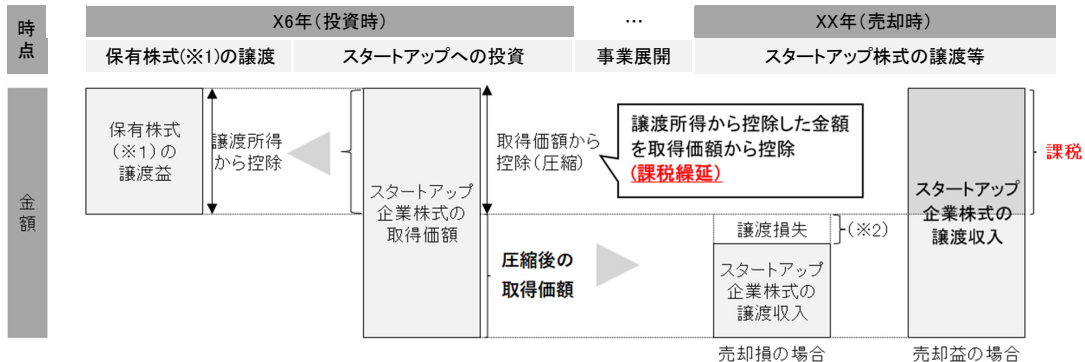 時
点
X6年(投資時)
…
XX年(売却時)
保有株式(※1)の譲渡
スタートアップへの投資
事業展開
スタートアップ株式の譲渡等
金
額
保有株式
(※1)の
譲渡益
譲渡所得
から控除
スタートアップ
企業株式の
取得価額
取得価額から
控除(圧縮)
譲渡所得から控除した金額
を取得価額から控除
(課税繰延)
圧縮後の
取得価額
譲渡損失
(※2)
スタートアップ
企業株式の
譲渡収入
売却損の場合
スタートアップ
企業株式の
譲渡収入
課税
売却益の場合